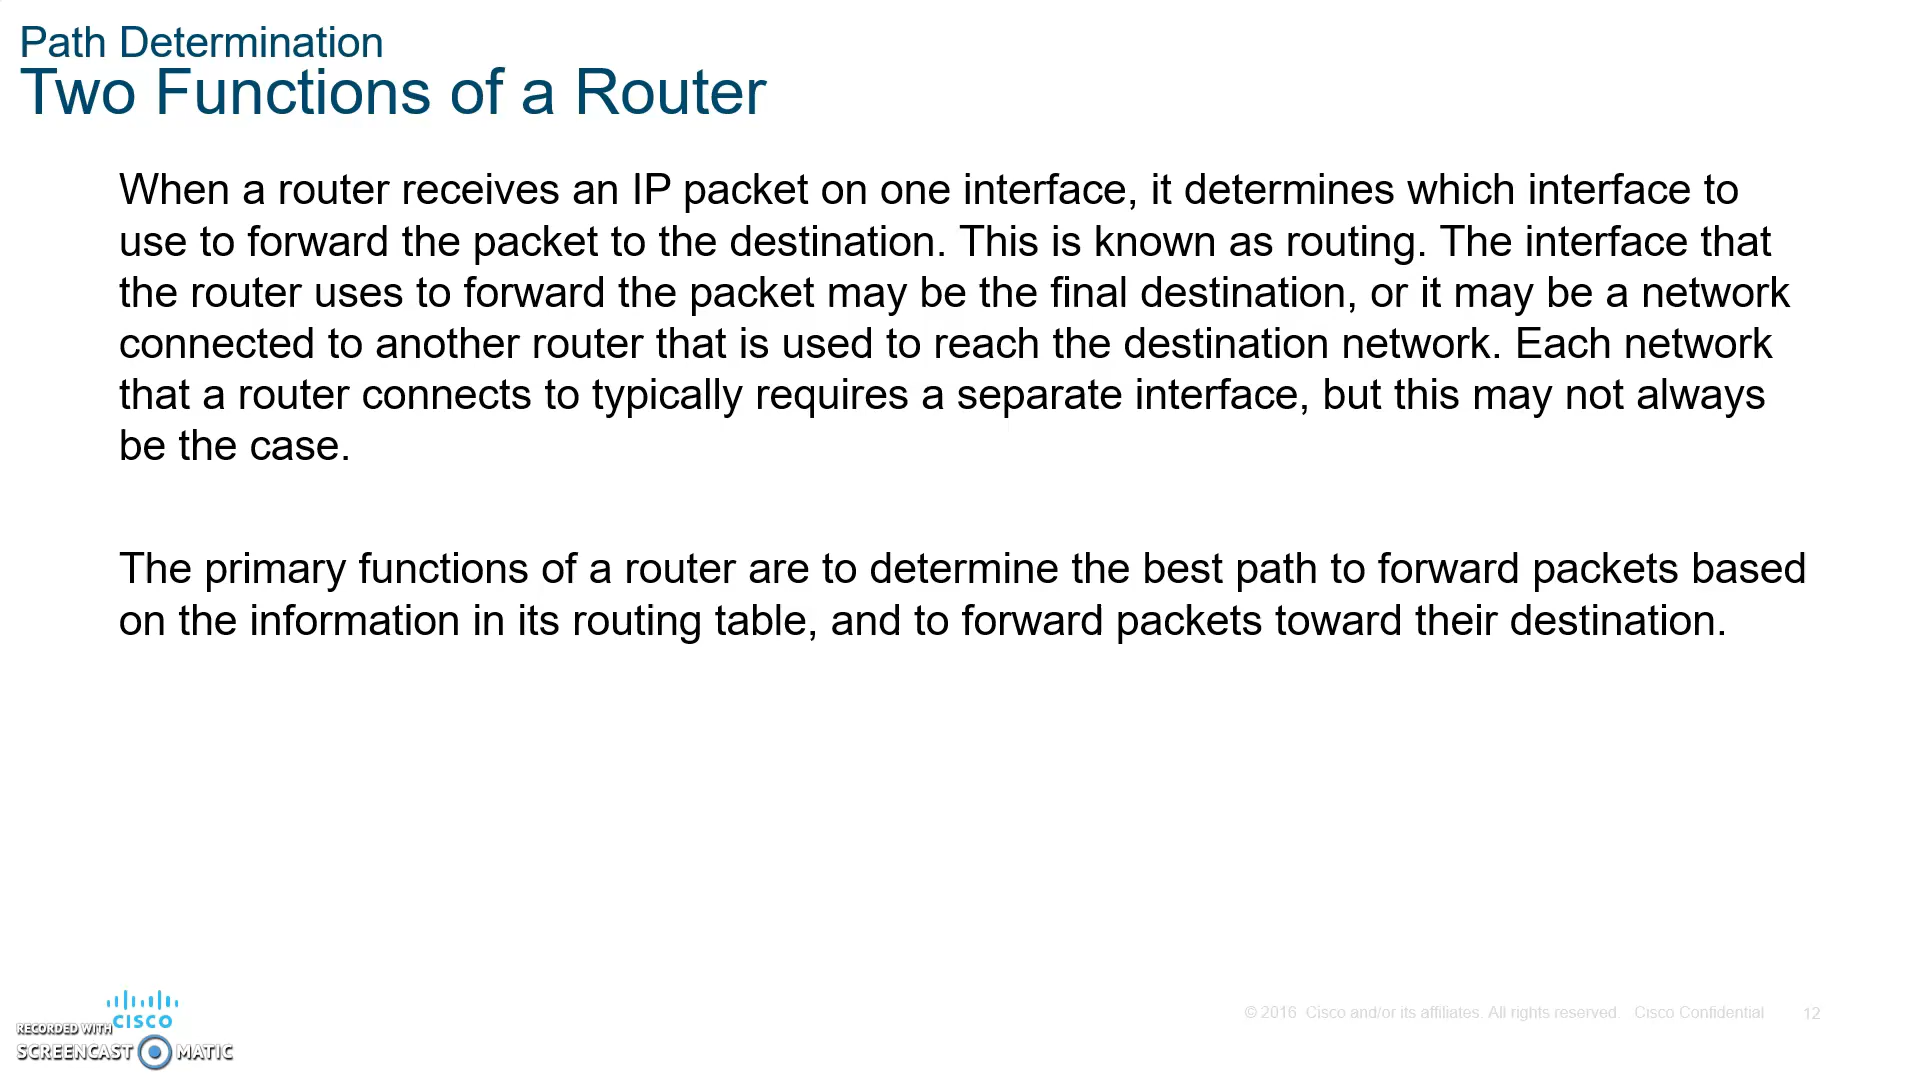 Path Determination
Two Functions of a Router
When a router receives an IP packet on one interface, it determines which interface to
use to forward the packet to the destination. This is known as routing. The interface that
the router uses to forward the packet may be the final destination, or it may be a network
connected to another router that is used to reach the destination network. Each network
that a router connects to typically requires a separate interface, but this may not always
be the case.
The primary functions of a router are to determine the best path to forward packets based
on the information in its routing table, and to forward packets toward their destination.
CISCO
RECORDED WITH
SCREENCAST MATIC
© 2016 Cisco and/or its affiliates. All rights reserved. Cisco Confidential 12